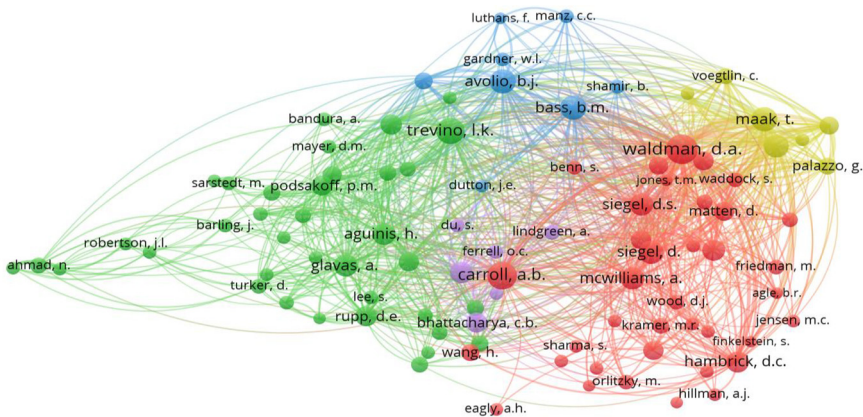 luthans, f.
manz, c.c.
gardner, w.l.
avolio, b.j.
shamir, b.
voegtlin, c.
bass, b.m.
bandura, a.
trevino, l.k.
maak, t.
mayer, d.m.
waldman, d.a.
benn, s.
palazzo, g.
sarstedt, m.
podsakoff, p.m.
dutton, j.e.
jones, t.m.
waddock, s.
siegel, d.s.
matten, d.
barling, j.
du, s.
lindgreen, a.
robertson, j.l.
aguinis, h.
ferrell, o.c.
siegel, d.
ahmad, n.
glavas, a.
carroll, a.b.
mcwilliams, a.
friedman, m.
turker, d.
lee, s.
wood, d.j.
agle, b.r.
rupp, d.e.
bhattacharya, c.b.
kramer, m.r.
jensen, m.c.
wang, h.
sharma, s.
finkelstein, s.
hambrick, d.c.
orlitzky, m.
hillman, a.j.
eagly, a.h.